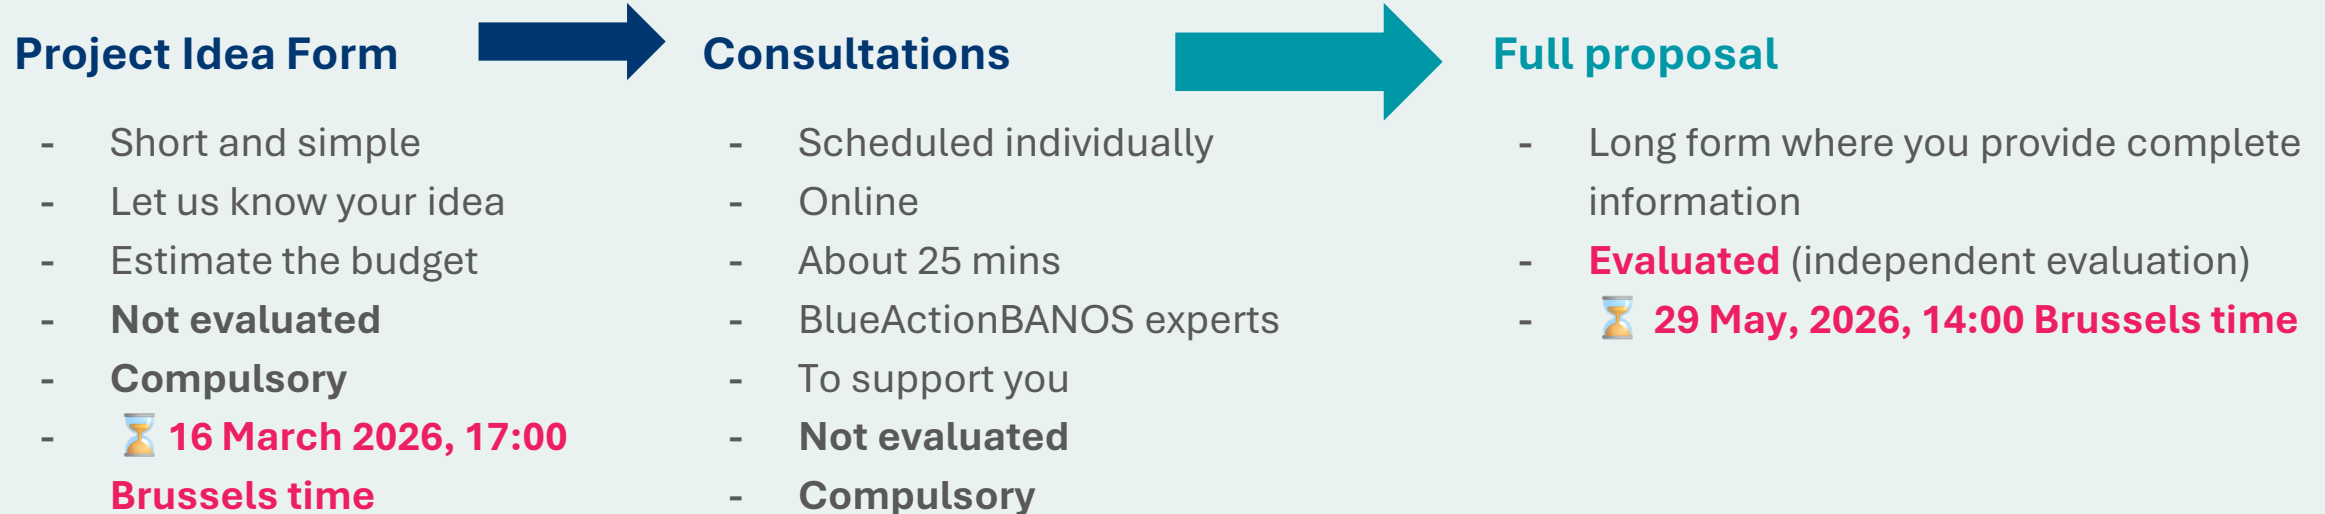 Project Idea Form
- Short and simple
- Let us know your idea
- Estimate the budget
- Not evaluated
- Compulsory
- ⏳ 16 March 2026, 17:00
Brussels time
Consultations
- Scheduled individually
- Online
- About 25 mins
- BlueActionBANOS experts
- To support you
- Not evaluated
- Compulsory
Full proposal
- Long form where you provide complete
information
- Evaluated (independent evaluation)
- ⏳ 29 May, 2026, 14:00 Brussels time